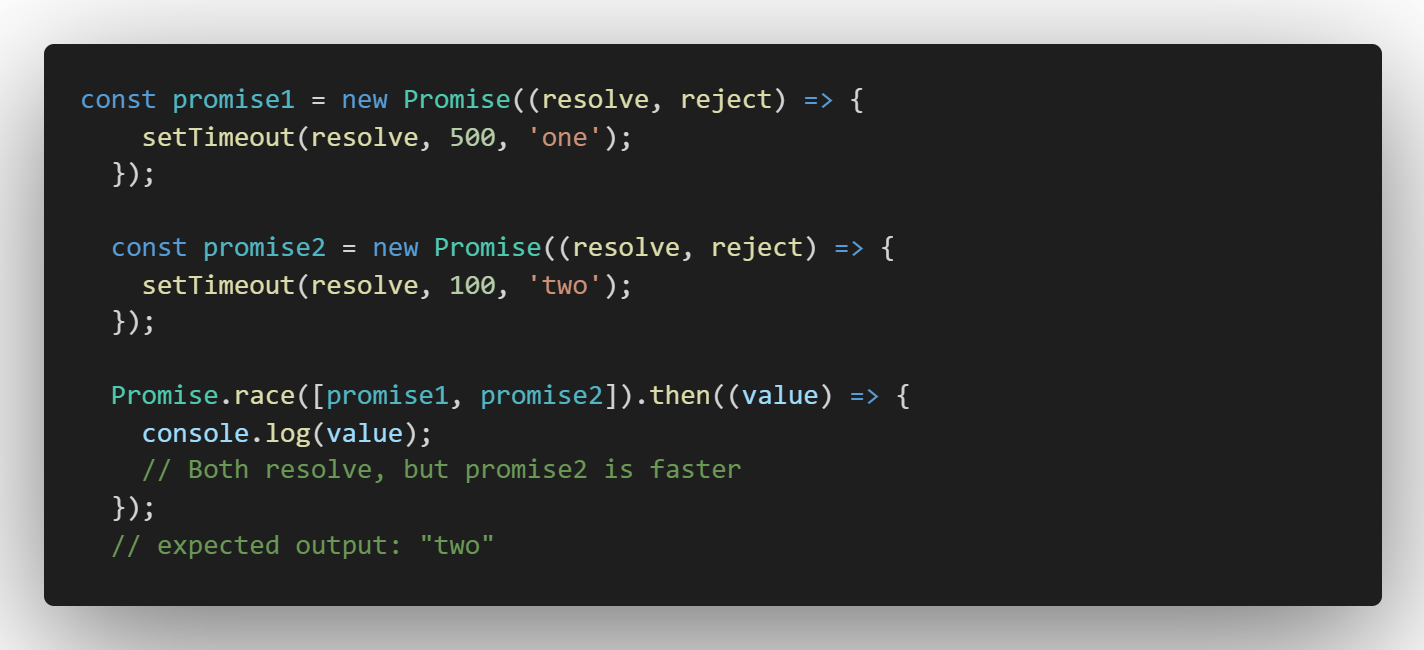 const promise1 = new Promise((resolve, reject) => {
    setTimeout(resolve, 500, 'one');
  });

  const promise2 = new Promise((resolve, reject) => {
    setTimeout(resolve, 100, 'two');
  });

  Promise.race([promise1, promise2]).then((value) => {
    console.log(value);
    // Both resolve, but promise2 is faster
  });
  // expected output: "two"